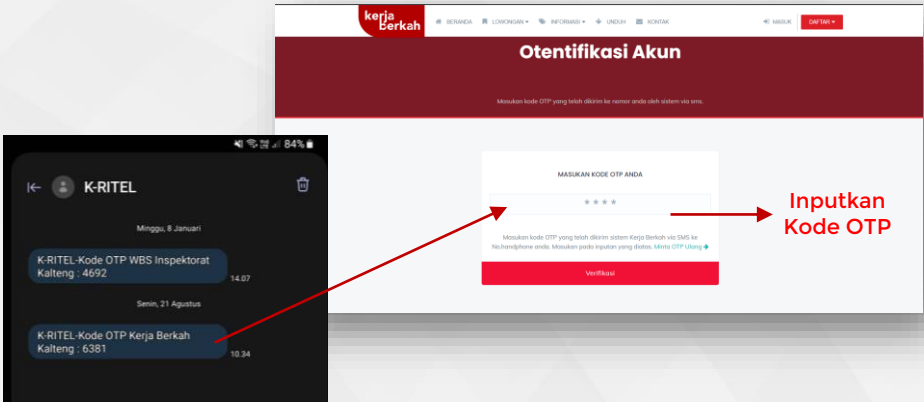 kerja
berkah
BERANDA LOWONGAN INFORMASI UNDUH KONTAK MASUK DAFTAR
Otentifikasi Akun
Masukan kode OTP yang telah dikirim ke nomor anda oleh sistem via sms.
84%
K-RITEL
Minggu, 8 Januari
K-RITEL-Kode OTP WBS Inspektorat
Kalteng : 4692
14.07
Senin, 21 Agustus
K-RITEL-Kode OTP Kerja Berkah
Kalteng : 6381
10.34
MASUKAN KODE OTP ANDA
* * * *
Masukan kode OTP yang telah dikirim sistem Kerja Berkah via SMS ke
No.handphone anda. Masukan pada inputan yang diatas. Minta OTP Ulang
Verifikasi
Inputkan
Kode OTP